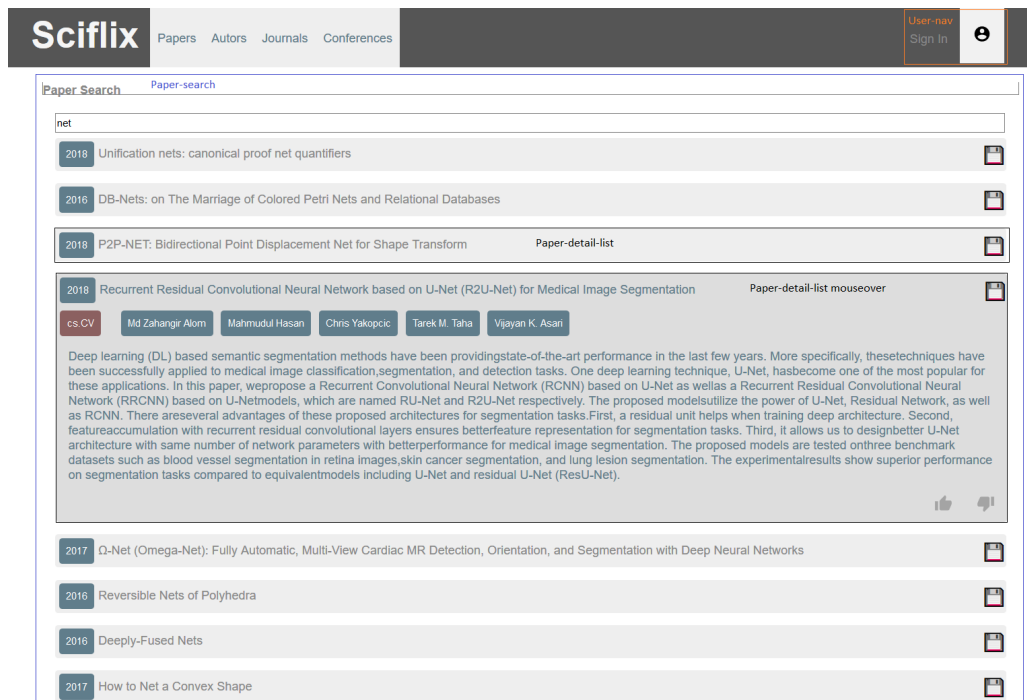 Sciflix Papers Autors Journals Conferences
User-nav
Sign In
Paper Search Paper-search
net
2018 Unification nets: canonical proof net quantifiers
2016 DB-Nets: on The Marriage of Colored Petri Nets and Relational Databases
2018 P2P-NET: Bidirectional Point Displacement Net for Shape Transform Paper-detail-list
2018 Recurrent Residual Convolutional Neural Network based on U-Net (R2U-Net) for Medical Image Segmentation Paper-detail-list mouseover
cs.CV Md Zahangir Alom Mahmudul Hasan Chris Yakopcic Tarek M. Taha Vijayan K. Asari
Deep learning (DL) based semantic segmentation methods have been providingstate-of-the-art performance in the last few years. More specifically, thesetechniques have
been successfully applied to medical image classification,segmentation, and detection tasks. One deep learning technique, U-Net, hasbecome one of the most popular for
these applications. In this paper, wepropose a Recurrent Convolutional Neural Network (RCNN) based on U-Net as wellas a Recurrent Residual Convolutional Neural
Network (RRCNN) based on U-Netmodels, which are named RU-Net and R2U-Net respectively. The proposed modelsutilize the power of U-Net, Residual Network, as well
as RCNN. There areseveral advantages of these proposed architectures for segmentation tasks.First, a residual unit helps when training deep architecture. Second,
featureaccumulation with recurrent residual convolutional layers ensures betterfeature representation for segmentation tasks. Third, it allows us to designbetter U-Net
architecture with same number of network parameters with betterperformance for medical image segmentation. The proposed models are tested onthree benchmark
datasets such as blood vessel segmentation in retina images,skin cancer segmentation, and lung lesion segmentation. The experimentalresults show superior performance
on segmentation tasks compared to equivalentmodels including U-Net and residual U-Net (ResU-Net).
2017 Ω-Net (Omega-Net): Fully Automatic, Multi-View Cardiac MR Detection, Orientation, and Segmentation with Deep Neural Networks
2016 Reversible Nets of Polyhedra
2016 Deeply-Fused Nets
2017 How to Net a Convex Shape